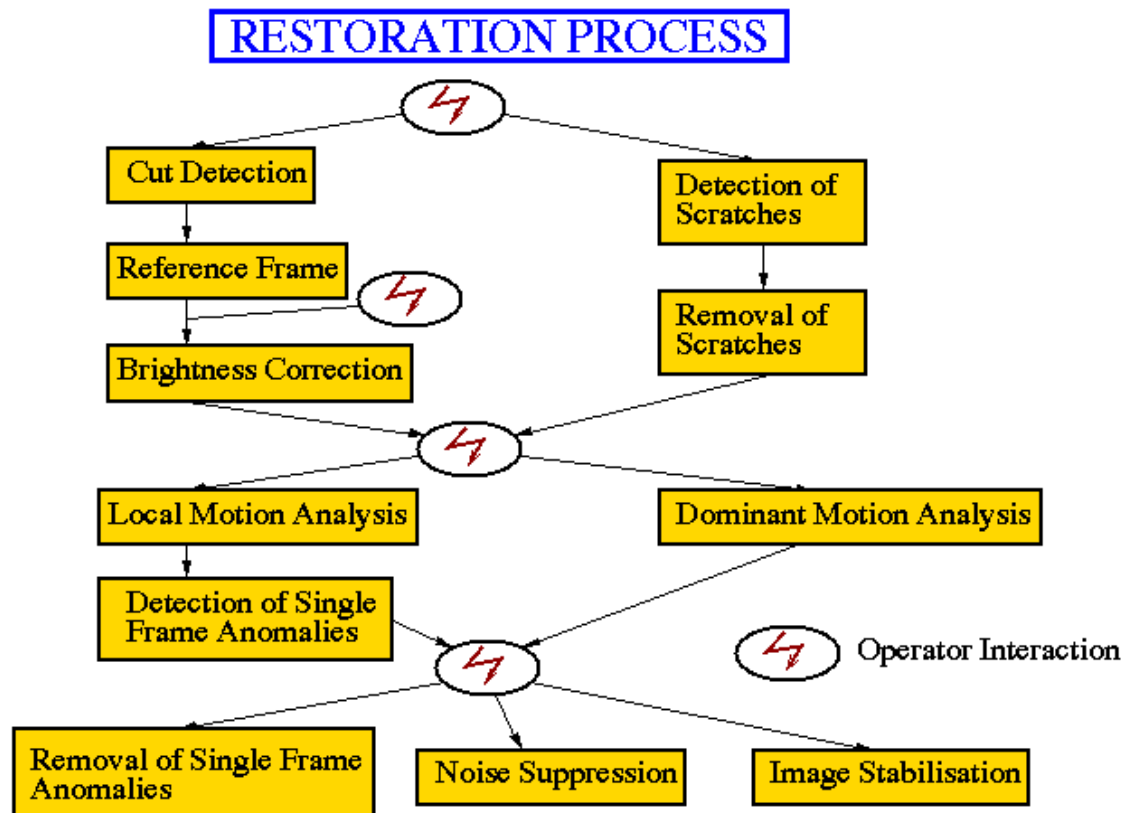 RESTORATION PROCESS
Cut Detection
Detection of
Scratches
Reference Frame
Removal of
Scratches
Brightness Correction
Local Motion Analysis
Dominant Motion Analysis
Detection of Single
Frame Anomalies
Operator Interaction
Removal of Single Frame
Anomalies
Noise Suppression
Image Stabilisation